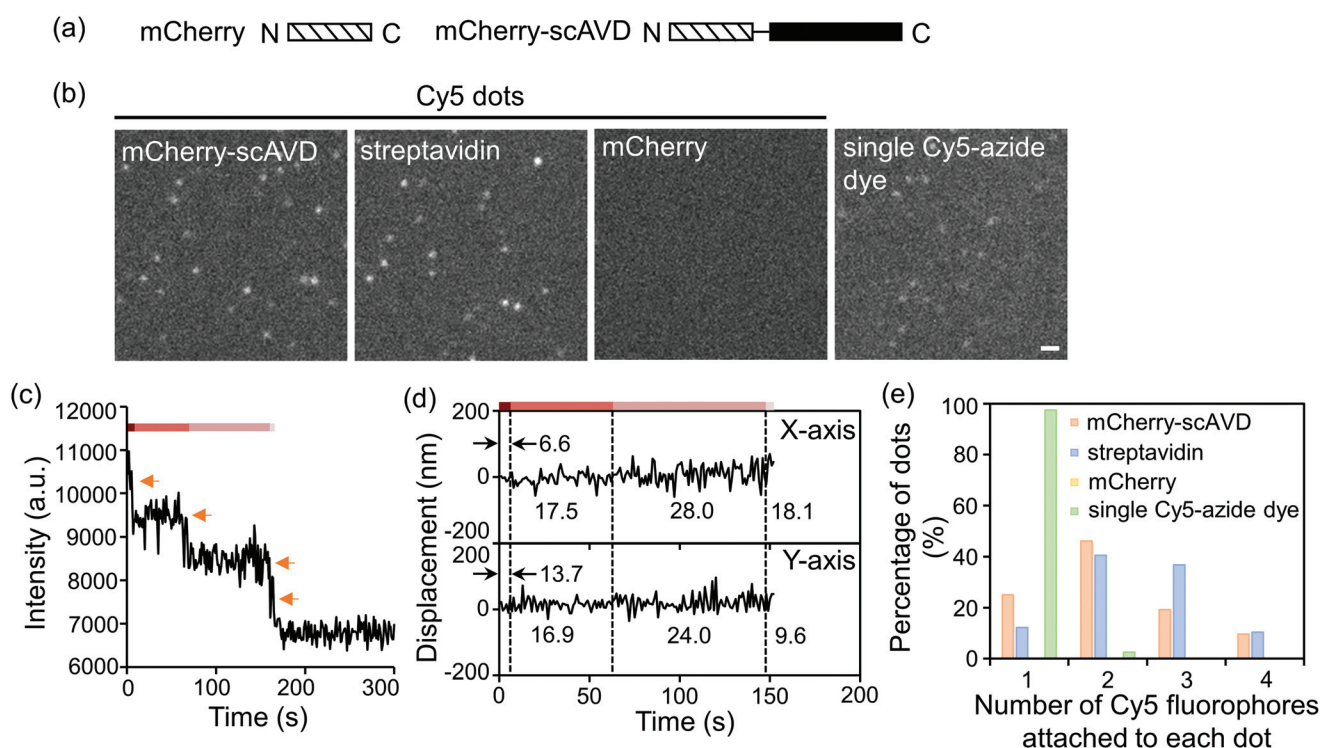 (a) mCherry N C mCherry-scAVD N C
(b) Cy5 dots
mCherry-scAVD streptavidin mCherry single Cy5-azide
dye
(c)
12000
11000
10000
9000
8000
7000
6000
Intensity (a.u.)
0 100 200 300
Time (s)
(d)
200
0
-200
200
0
-200
Displacement (nm)
X-axis
6.6
17.5 28.0 18.1
Y-axis
13.7
16.9 24.0 9.6
0 50 100 150 200
Time (s)
(e)
100
80
60
40
20
0
Percentage of dots
(%)
mCherry-scAVD
streptavidin
mCherry
single Cy5-azide dye
1 2 3 4
Number of Cy5 fluorophores
attached to each dot